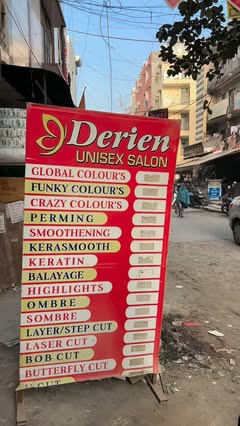 Derien
UNISEX SALON
GLOBAL COLOUR'S
FUNKY COLOUR'S
CRAZY COLOUR'S
PERMING
SMOOTHENING
KERASMOOTH
KERATIN
BALAYAGE
HIGHLIGHTS
OMBRE
SOMBRE
LAYER/STEP CUT
LASER CUT
BOB CUT
BUTTERFLY CUT
CUT